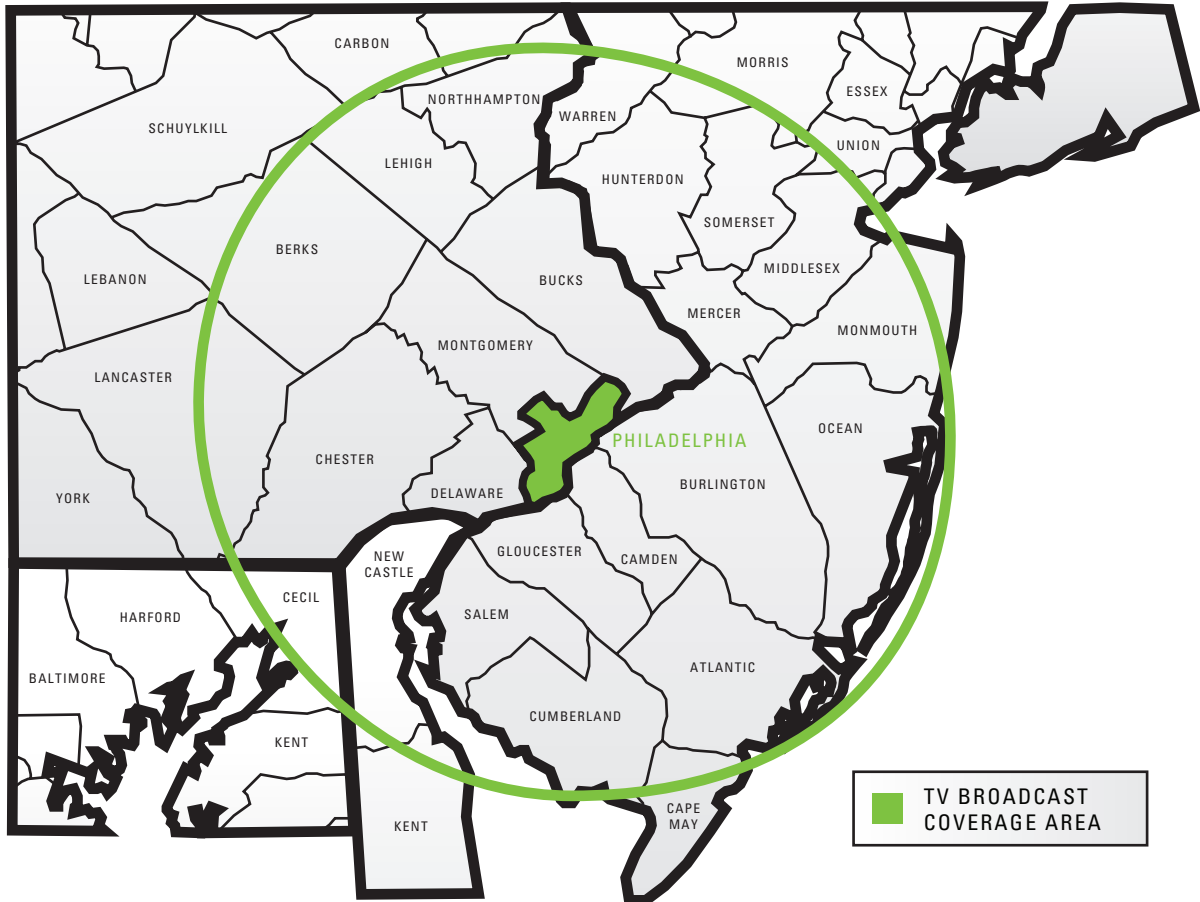 CARBON
MORRIS
ESSEX
NORTHHAMPTON
WARREN
SCHUYLKILL
UNION
LEHIGH
HUNTERDON
SOMERSET
BERKS
MIDDLESEX
LEBANON
BUCKS
MERCER
MONMOUTH
MONTGOMERY
LANCASTER
OCEAN
PHILADELPHIA
CHESTER
BURLINGTON
DELAWARE
YORK
NEW
CASTLE
GLOUCESTER
CAMDEN
CECIL
HARFORD
SALEM
ATLANTIC
BALTIMORE
CUMBERLAND
KENT
KENT
CAPE
MAY
TV BROADCAST
COVERAGE AREA